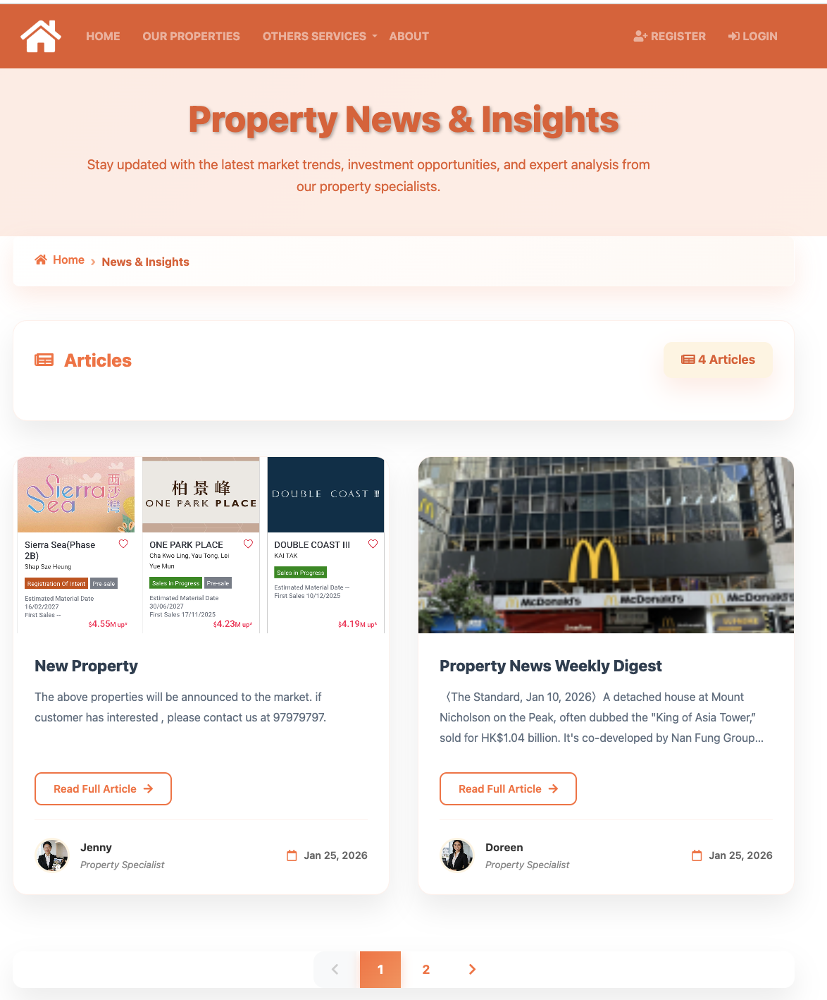 HOME OUR PROPERTIES OTHERS SERVICES ABOUT REGISTER LOGIN
Property News & Insights
Stay updated with the latest market trends, investment opportunities, and expert analysis from
our property specialists.
Home › News & Insights
Articles
4 Articles
Sierra Sea
西沙灣
柏景峰
ONE PARK PLACE
DOUBLE COAST III
Sierra Sea(Phase
2B)
Shap Sze Heung
Registration Of Intent Pre-sale
Estimated Material Date
16/02/2027
First Sales --
$4.55M up*
ONE PARK PLACE
Cha Kwo Ling, Yau Tong, Lei
Yue Mun
Sales in Progress Pre-sale
Estimated Material Date
30/06/2027
First Sales 17/11/2025
$4.23M up*
DOUBLE COAST III
KAI TAK
Sales in Progress
Estimated Material Date --
First Sales 10/12/2025
$4.19M up*
McDonald's McDonald's McDonald's
New Property
The above properties will be announced to the market. if
customer has interested , please contact us at 97979797.
Read Full Article
Jenny
Property Specialist
Jan 25, 2026
Property News Weekly Digest
〈The Standard, Jan 10, 2026〉A detached house at Mount
Nicholson on the Peak, often dubbed the "King of Asia Tower,”
sold for HK$1.04 billion. It's co-developed by Nan Fung Group...
Read Full Article
Doreen
Property Specialist
Jan 25, 2026
1 2